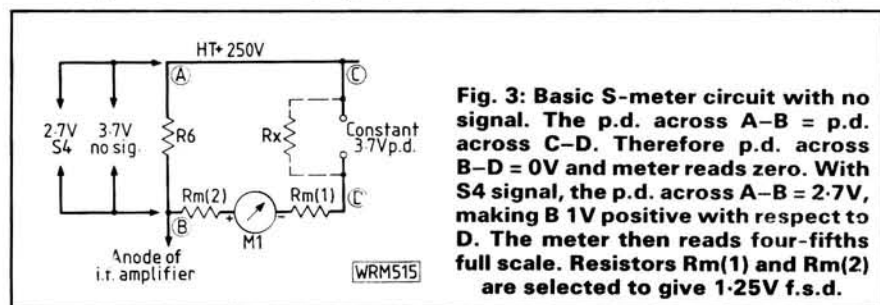 HT+ 250V
A
C
2·7V
S4
3·7V
no sig.
R6
Rx
Constant
3·7V p.d.
Rm(2)
+
M1
-
Rm(1)
B
D
Anode of
i.r. amplifier
WRM515
Fig. 3: Basic S-meter circuit with no
signal. The p.d. across A–B = p.d.
across C–D. Therefore p.d. across
B–D = 0V and meter reads zero. With
S4 signal, the p.d. across A–B = 2·7V,
making B 1V positive with respect to
D. The meter then reads four-fifths
full scale. Resistors Rm(1) and Rm(2)
are selected to give 1·25V f.s.d.